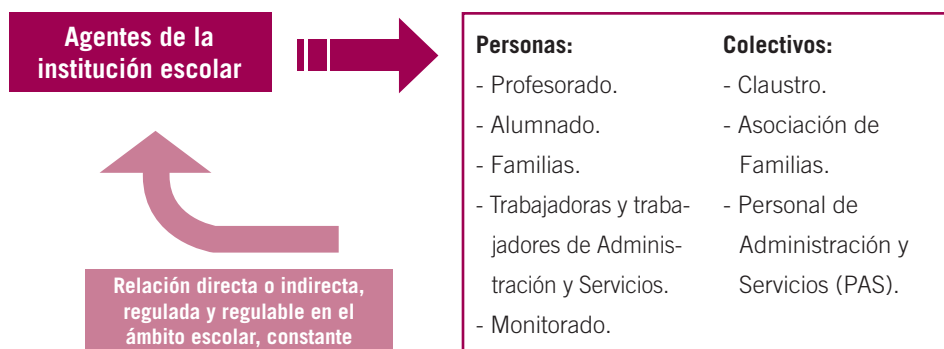 Agentes de la
institución escolar
Relación directa o indirecta,
regulada y regulable en el
ámbito escolar, constante
Personas:
- Profesorado.
- Alumnado.
- Familias.
- Trabajadoras y traba-
jadores de Adminis-
tración y Servicios.
- Monitorado.
Colectivos:
- Claustro.
- Asociación de
Familias.
- Personal de
Administración y
Servicios (PAS).